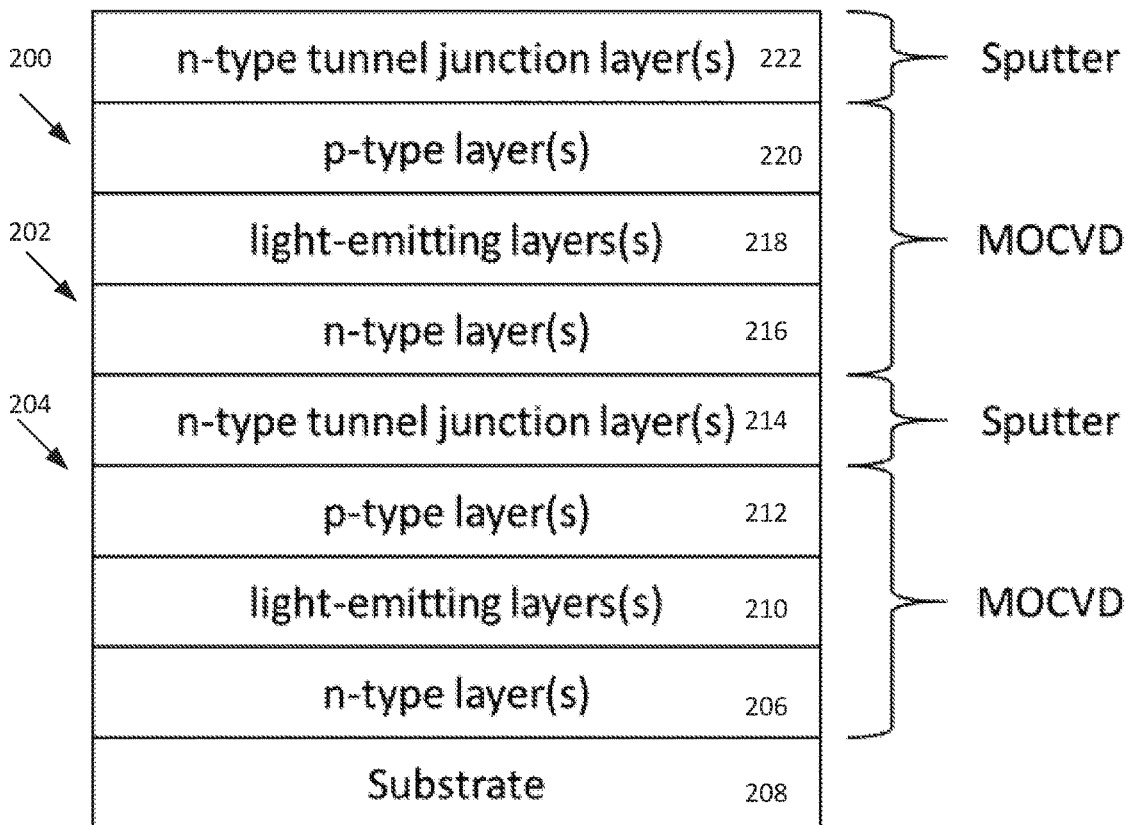 200
n-type tunnel junction layer(s) 222 Sputter
p-type layer(s) 220
202
light-emitting layers(s) 218 MOCVD
n-type layer(s) 216
204
n-type tunnel junction layer(s) 214 Sputter
p-type layer(s) 212
light-emitting layers(s) 210 MOCVD
n-type layer(s) 206
Substrate 208